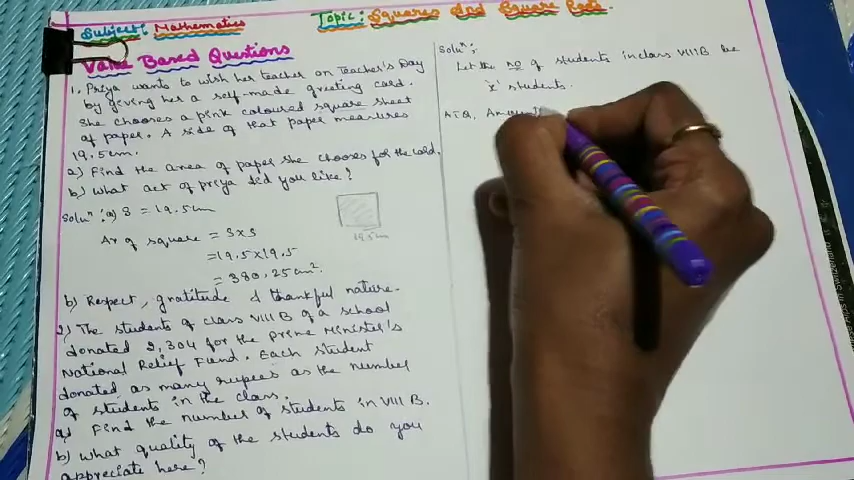 Subject: Mathematics
Topic: Squares and Square Roots.
Value Based Questions
1. Priya wants to wish her teacher on Teacher's Day
by giving her a self-made greeting card.
She chooses a pink coloured square sheet
of paper. A side of that paper measures
19.5cm.
a) Find the area of paper she chooses for the card.
b) What act of priya did you like?
Soluⁿ: a) S = 19.5cm
Ar of square = S×S
= 19.5×19.5
= 380.25cm².
19.5cm
b) Respect, gratitude & thankful nature.
2) The students of class VIII B of a school
donated 2,304 for the Prime Minister's
National Relief Fund. Each student
donated as many rupees as the number
of students in the class.
a) Find the number of students in VIII B.
b) What quality of the students do you
appreciate here?
Soluⁿ:
Let the no of students in class VIII B be
'x' students.
ATQ,